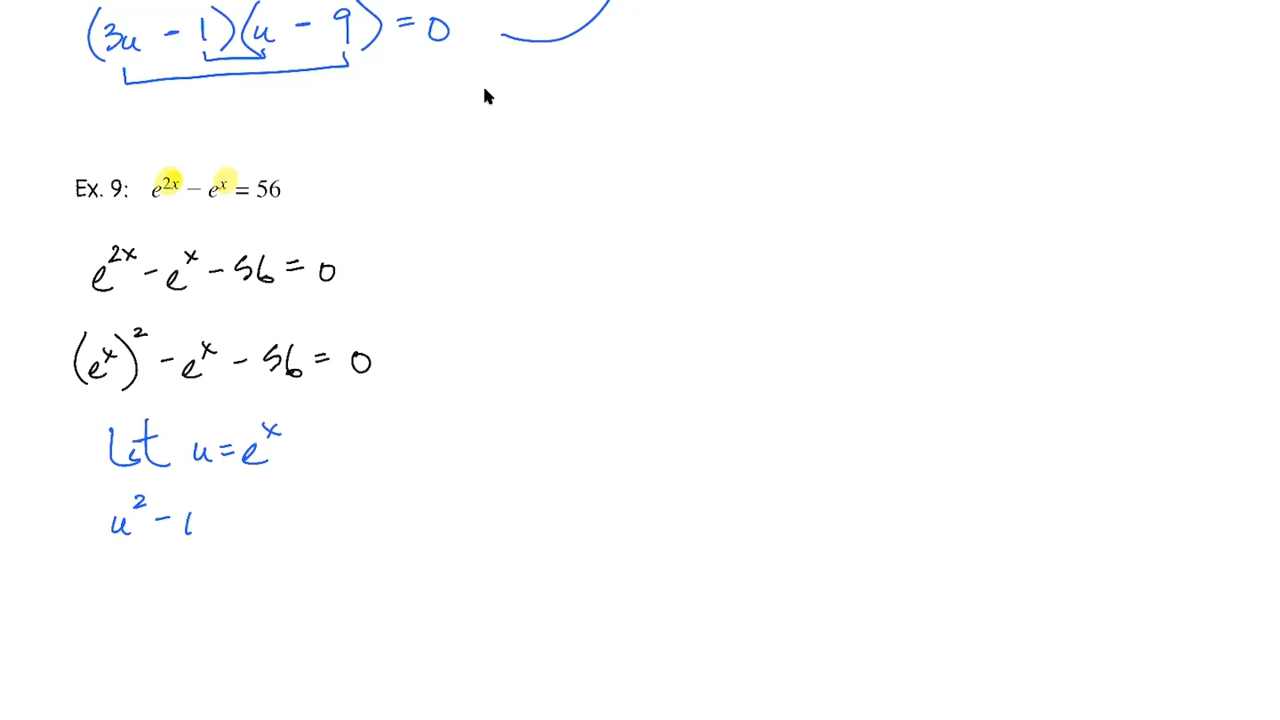 (3u - 1)(u - 9) = 0
Ex. 9: e^{2x} - e^x = 56
e^{2x} - e^x - 56 = 0
(e^x)^2 - e^x - 56 = 0
Let u = e^x
u^2 - 1